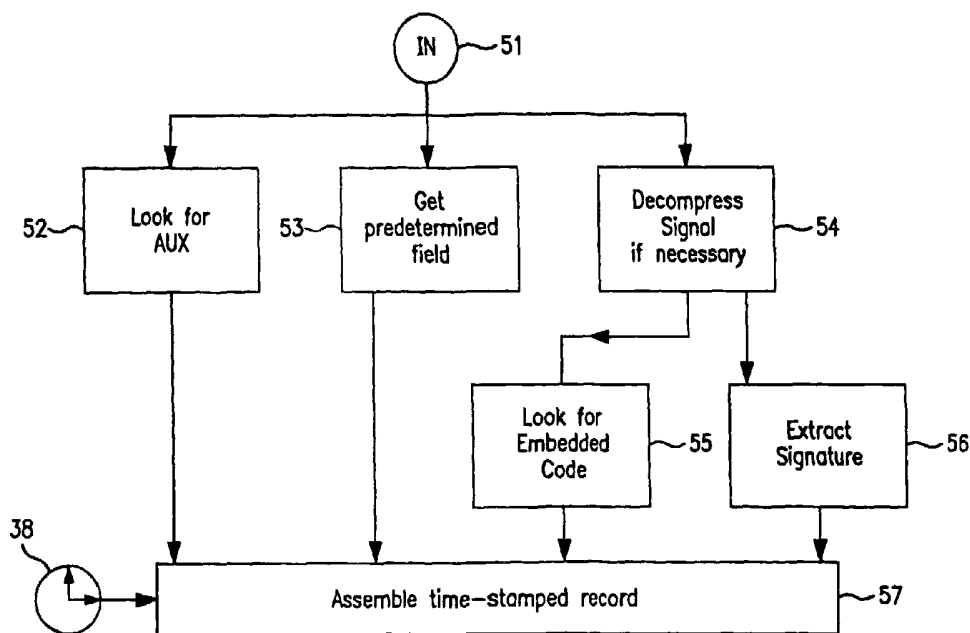 IN
51
52
Look for
AUX
53
Get
predetermined
field
Decompress
Signal
if necessary
54
Look for
Embedded
Code
55
Extract
Signature
56
38
Assemble time-stamped record
57